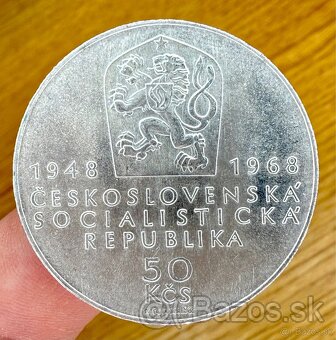 1948 1968
ČESKOSLOVENSKÁ
SOCIALISTICKÁ
REPUBLIKA
50
KČS
Bazos.sk